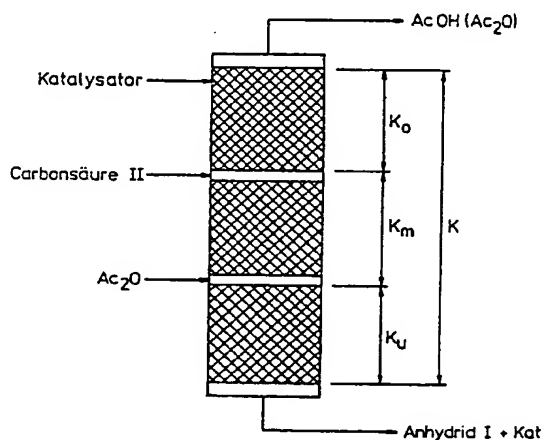 AcOH (Ac₂O)
Katalysator
Kₒ
Carbonsäure II
Kₘ
K
Ac₂O
Kᵤ
Anhydrid I + Kat